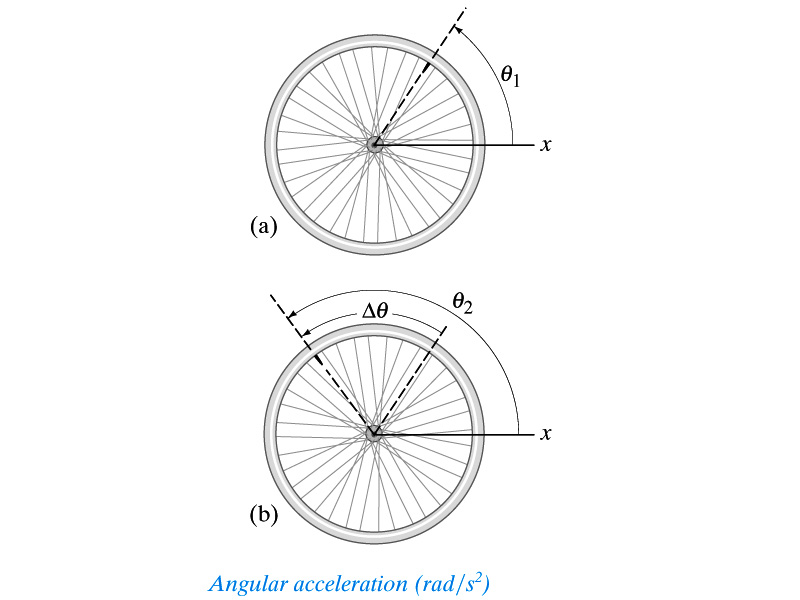 θ₁
x
(a)
θ₂
Δθ
x
(b)
Angular acceleration (rad/s²)